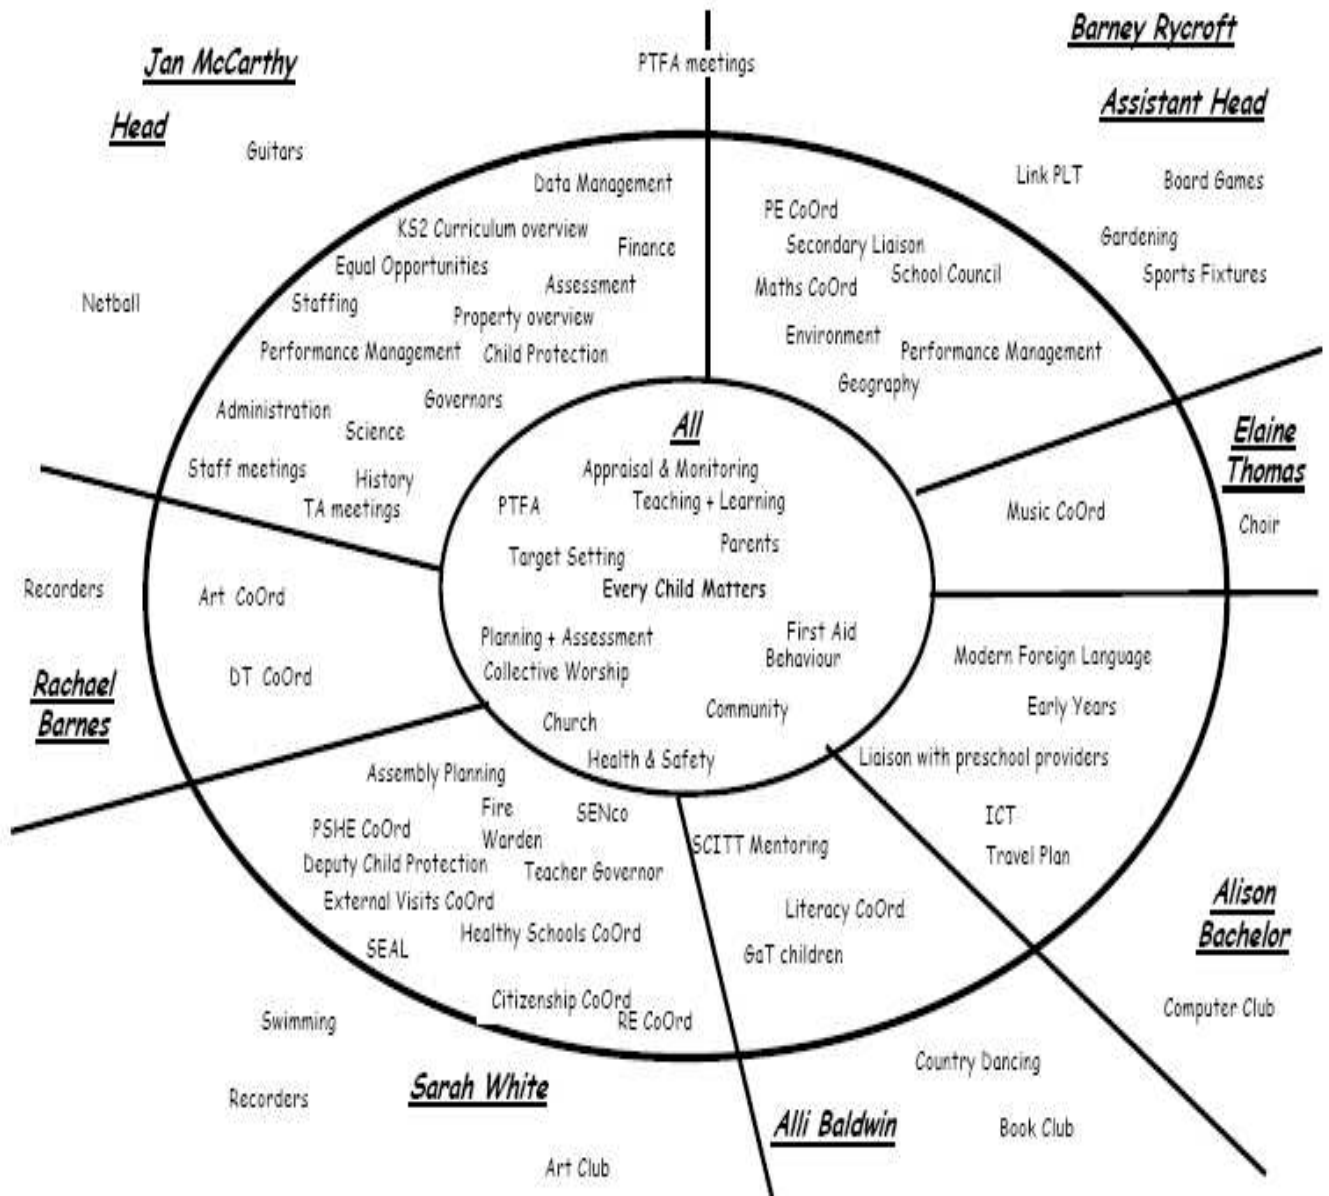 Jan McCarthy
Head
Guitars
Netball
PTFA meetings
Data Management
KS2 Curriculum overview
Finance
Equal Opportunities
Assessment
Staffing
Property overview
Performance Management
Child Protection
Governors
Administration
Science
Staff meetings
History
TA meetings
Barney Rycroft
Assistant Head
Link PLT
Board Games
Gardening
Sports Fixtures
PE CoOrd
Secondary Liaison
School Council
Maths CoOrd
Environment
Performance Management
Geography
Elaine
Thomas
Choir
Music CoOrd
All
Appraisal & Monitoring
Teaching + Learning
PTFA
Parents
Target Setting
Every Child Matters
First Aid
Planning + Assessment
Behaviour
Collective Worship
Community
Church
Health & Safety
Recorders
Art CoOrd
DT CoOrd
Rachael
Barnes
Modern Foreign Language
Early Years
Liaison with preschool providers
ICT
Travel Plan
Alison
Bachelor
Computer Club
Assembly Planning
Fire
Warden
SENco
PSHE CoOrd
Deputy Child Protection
Teacher Governor
External Visits CoOrd
Healthy Schools CoOrd
SEAL
Citizenship CoOrd
RE CoOrd
Swimming
Recorders
Sarah White
Art Club
SCITT Mentoring
Literacy CoOrd
GaT children
Country Dancing
Alli Baldwin
Book Club